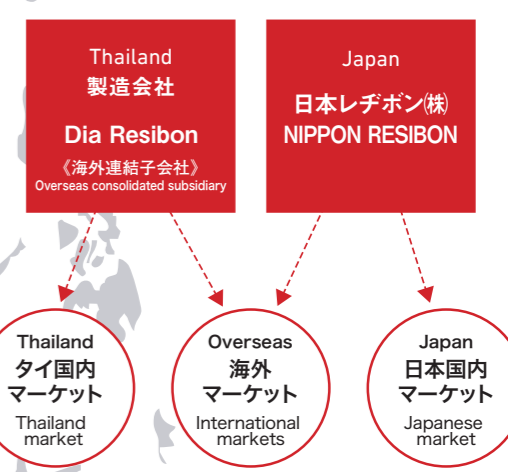 Thailand
製造会社
Dia Resibon
《海外連結子会社》
Overseas consolidated subsidiary
Japan
日本レヂボン㈱
NIPPON RESIBON
Thailand
タイ国内
マーケット
Thailand
market
Overseas
海外
マーケット
International
markets
Japan
日本国内
マーケット
Japanese
market